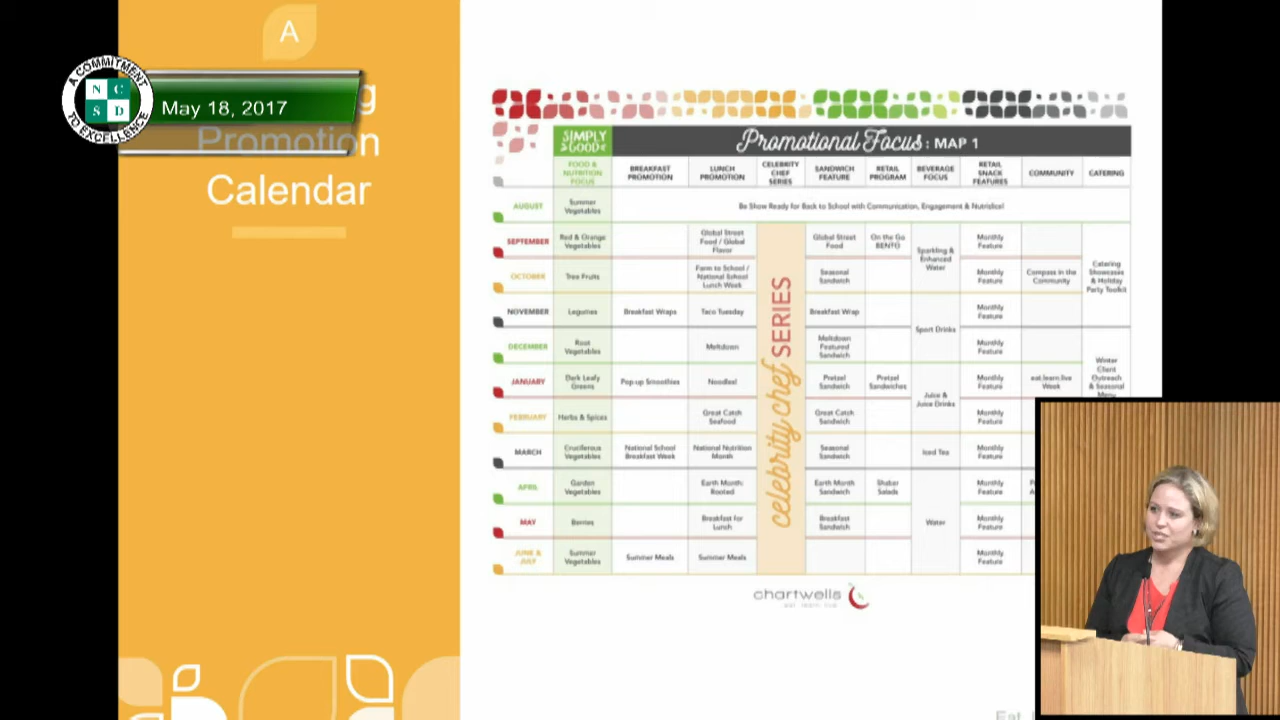 A
g
Promotion
Calendar
A COMMITMENT
TO EXCELLENCE
N C
S D
May 18, 2017
SIMPLY
GOOD
Promotional Focus: MAP 1
FOOD &
NUTRITION
FOCUS
BREAKFAST
PROMOTION
LUNCH
PROMOTION
CELEBRITY
CHEF
SERIES
SANDWICH
FEATURE
RETAIL
PROGRAM
BEVERAGE
FOCUS
RETAIL
SNACK
FEATURES
COMMUNITY
CATERING
AUGUST
Summer
Vegetables
Be Show Ready for Back to School with Communication, Engagement & Nutrition!
SEPTEMBER
Red & Orange
Vegetables
Global Street
Food / Global
Flavor
Global Street
Food
On the Go
BENTO
Sparkling &
Enhanced
Water
Monthly
Feature
OCTOBER
Tree Fruits
Farm to School /
National School
Lunch Week
Seasonal
Sandwich
Monthly
Feature
Compass in the
Community
Catering
Showcases
& Holiday
Party Toolkit
NOVEMBER
Legumes
Breakfast Wraps
Taco Tuesday
Breakfast Wrap
Sport Drinks
Monthly
Feature
DECEMBER
Root
Vegetables
Meltdown
Meltdown
Featured
Sandwich
Monthly
Feature
JANUARY
Dark Leafy
Greens
Pop-up Smoothies
Noodles!
Pretzel
Sandwich
Pretzel
Sandwiches
Juice &
Juice Drinks
Monthly
Feature
eat.learn.live
Week
Winter
Client
Outreach
& Seasonal
Menu
FEBRUARY
Herbs & Spices
Great Catch
Seafood
Great Catch
Sandwich
Monthly
Feature
MARCH
Cruciferous
Vegetables
National School
Breakfast Week
National Nutrition
Month
Seasonal
Sandwich
Iced Tea
Monthly
Feature
APRIL
Garden
Vegetables
Earth Month:
Rooted
Earth Month
Sandwich
Shaker
Salads
Water
Monthly
Feature
MAY
Berries
Breakfast for
Lunch
Breakfast
Sandwich
Monthly
Feature
JUNE &
JULY
Summer
Vegetables
Summer Meals
Summer Meals
Monthly
Feature
celebrity chef SERIES
chartwells
eat. learn. live.
Eat.